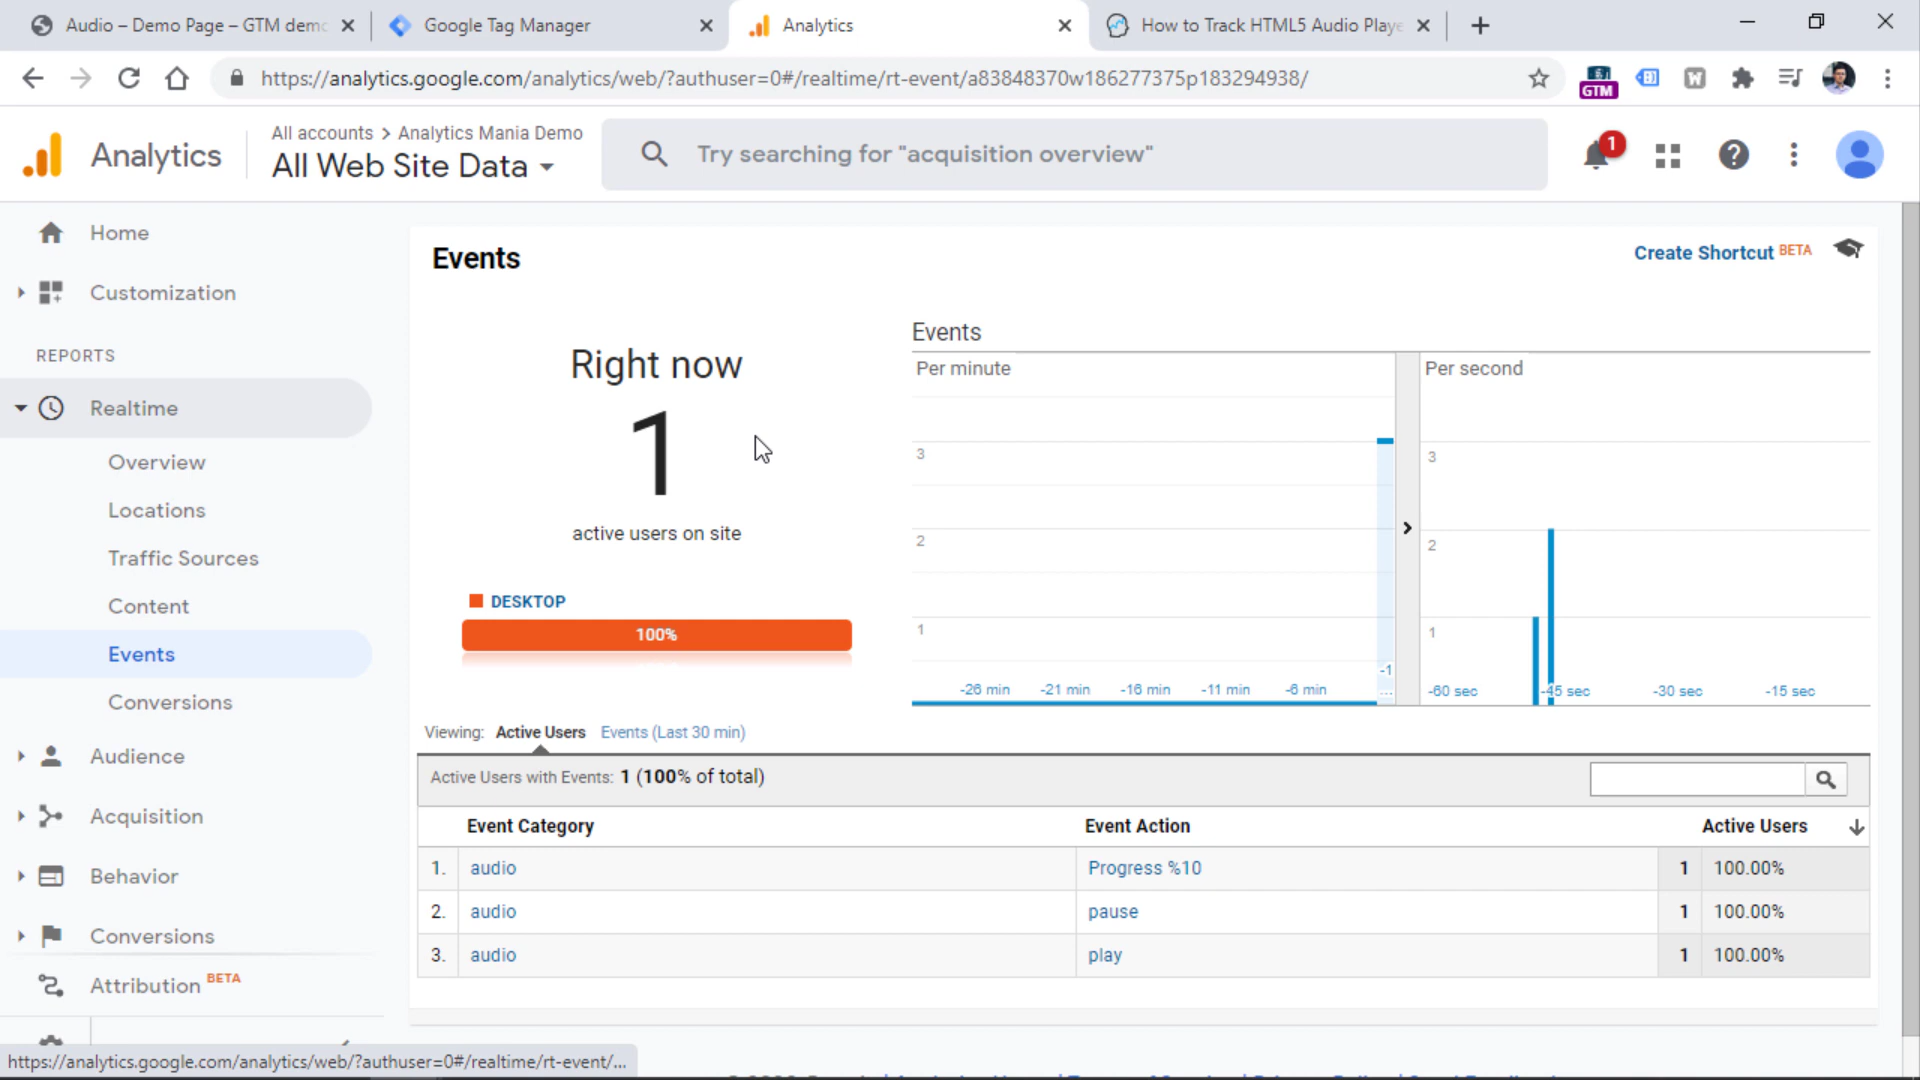 Audio – Demo Page – GTM demo
Google Tag Manager
Analytics
How to Track HTML5 Audio Playe
https://analytics.google.com/analytics/web/?authuser=0#/realtime/rt-event/a83848370w186277375p183294938/
GTM
W
Analytics
All accounts > Analytics Mania Demo
All Web Site Data
Try searching for "acquisition overview"
1
Home
Customization
REPORTS
Realtime
Overview
Locations
Traffic Sources
Content
Events
Conversions
Audience
Acquisition
Behavior
Conversions
Attribution BETA
Events
Create Shortcut BETA
Right now
1
active users on site
DESKTOP
100%
Events
Per minute
3
2
1
-26 min -21 min -16 min -11 min -6 min -1
...
Per second
3
2
1
-60 sec -45 sec -30 sec -15 sec
Viewing: Active Users Events (Last 30 min)
Active Users with Events: 1 (100% of total)
Event Category Event Action Active Users
1. audio Progress %10 1 100.00%
2. audio pause 1 100.00%
3. audio play 1 100.00%
https://analytics.google.com/analytics/web/?authuser=0#/realtime/rt-event/...